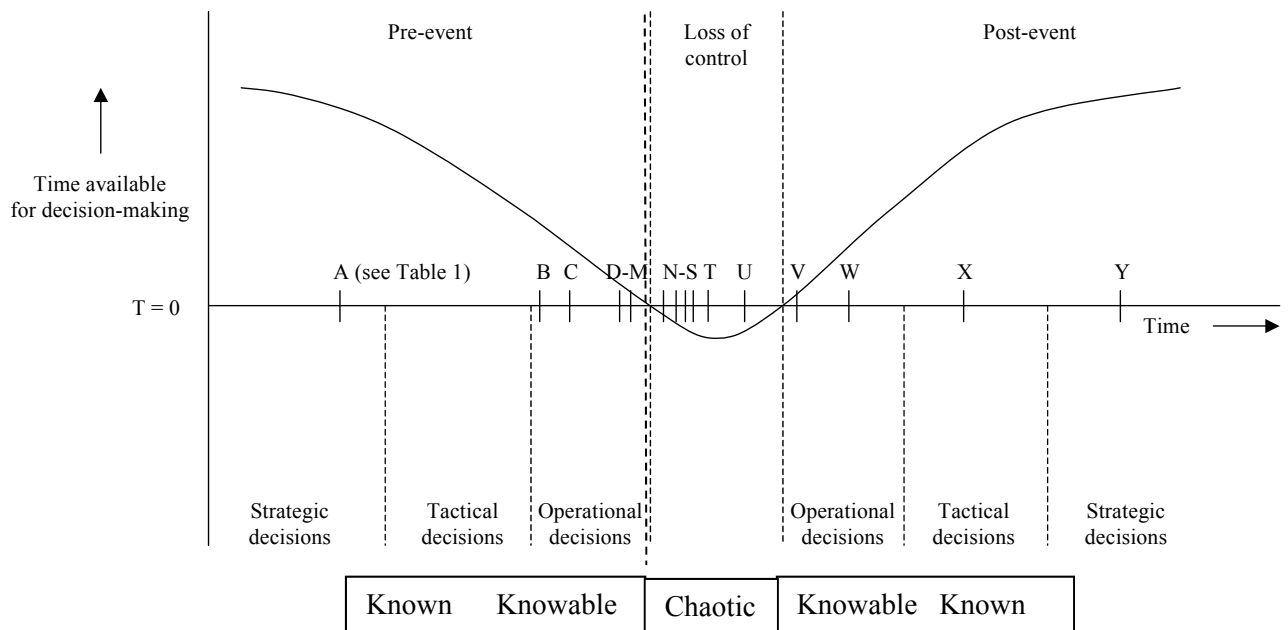 Pre-event
Loss of
control
Post-event
Time available
for decision-making
A (see Table 1)
B
C
D-M
N-S
T
U
V
W
X
Y
T = 0
Time
Strategic
decisions
Tactical
decisions
Operational
decisions
Operational
decisions
Tactical
decisions
Strategic
decisions
Known
Knowable
Chaotic
Knowable
Known